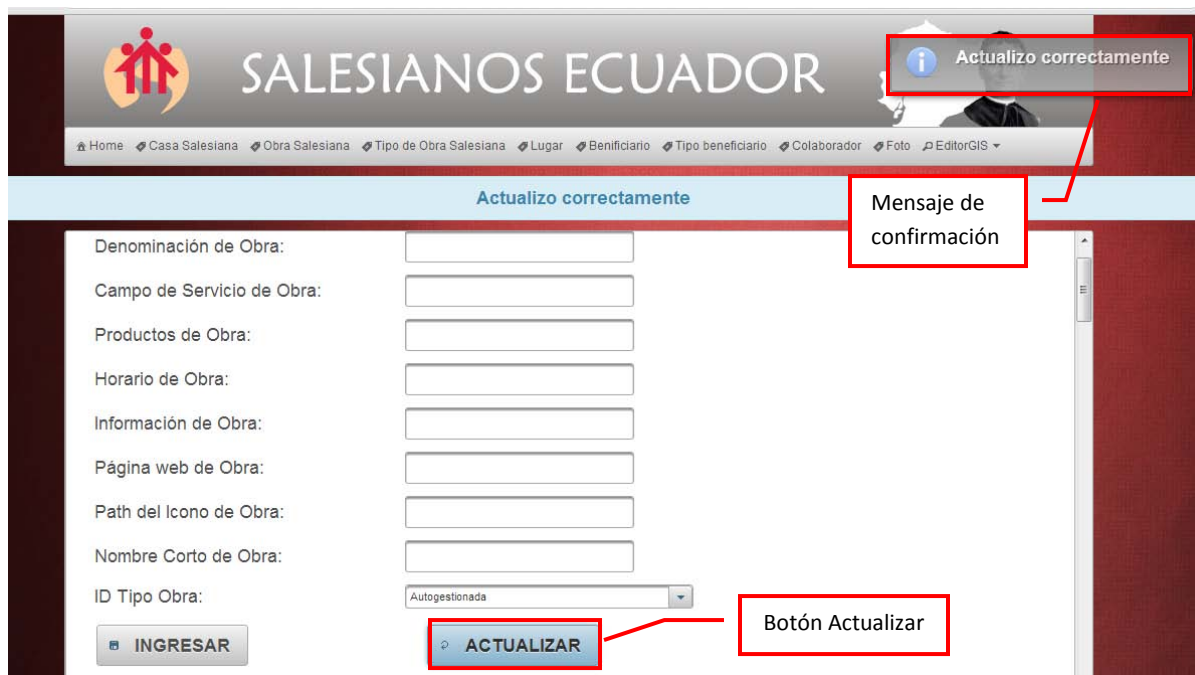 SALESIANOS ECUADOR
Actualizo correctamente
Home Casa Salesiana Obra Salesiana Tipo de Obra Salesiana Lugar Benificiario Tipo beneficiario Colaborador Foto EditorGIS
Actualizo correctamente
Mensaje de
confirmación
Denominación de Obra:
Campo de Servicio de Obra:
Productos de Obra:
Horario de Obra:
Información de Obra:
Página web de Obra:
Path del Icono de Obra:
Nombre Corto de Obra:
ID Tipo Obra: Autogestionada
INGRESAR ACTUALIZAR
Botón Actualizar